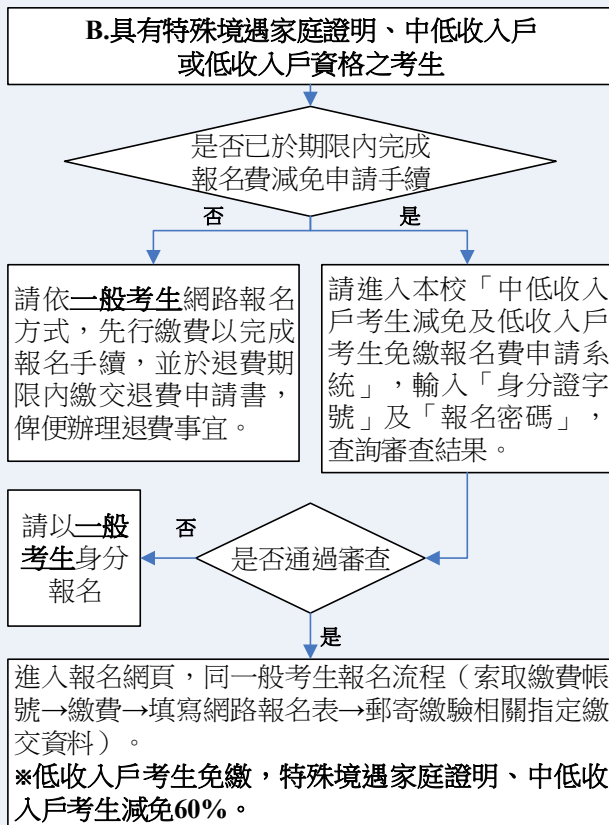 B.具有特殊境遇家庭證明、中低收入戶
或低收入戶資格之考生
是否已於期限內完成
報名費減免申請手續
否
是
請依一般考生網路報名
方式，先行繳費以完成
報名手續，並於退費期
限內繳交退費申請書，
俾便辦理退費事宜。
請進入本校「中低收入
戶考生減免及低收入戶
考生免繳報名費申請系
統」，輸入「身分證字
號」及「報名密碼」，
查詢審查結果。
請以一般
考生身分
報名
否
是否通過審查
是
進入報名網頁，同一般考生報名流程（索取繳費帳
號→繳費→填寫網路報名表→郵寄繳驗相關指定繳
交資料）。
※低收入戶考生免繳，特殊境遇家庭證明、中低收
入戶考生減免60%。